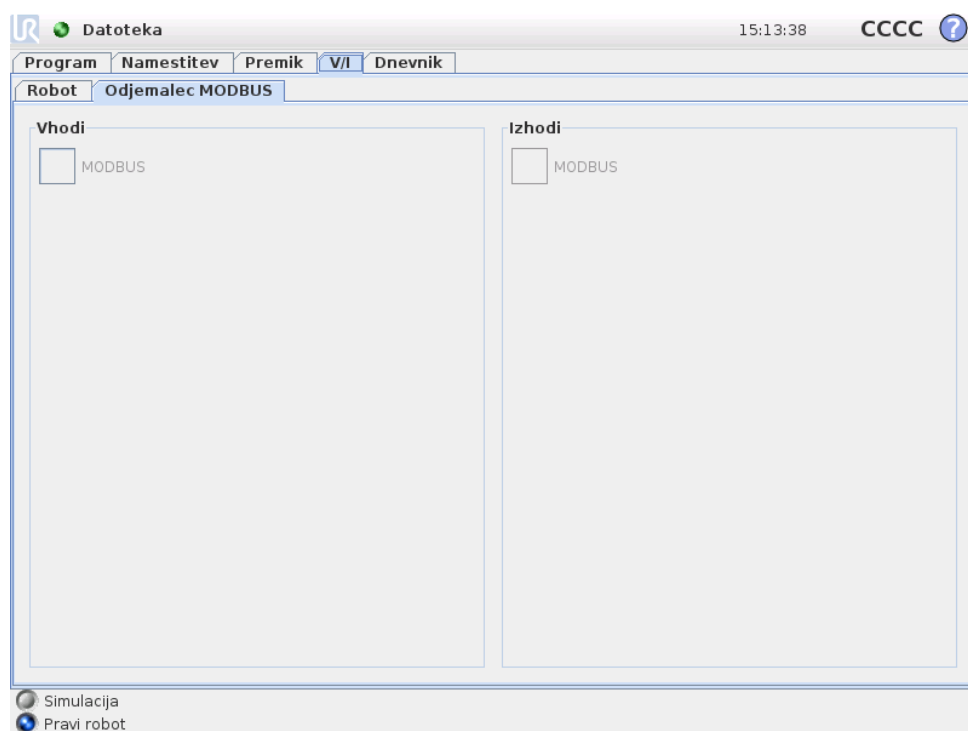 UR Datoteka 15:13:38 CCCC ?
Program Namestitev Premik V/I Dnevnik
Robot Odjemalec MODBUS
Vhodi Izhodi
MODBUS MODBUS
Simulacija
Pravi robot